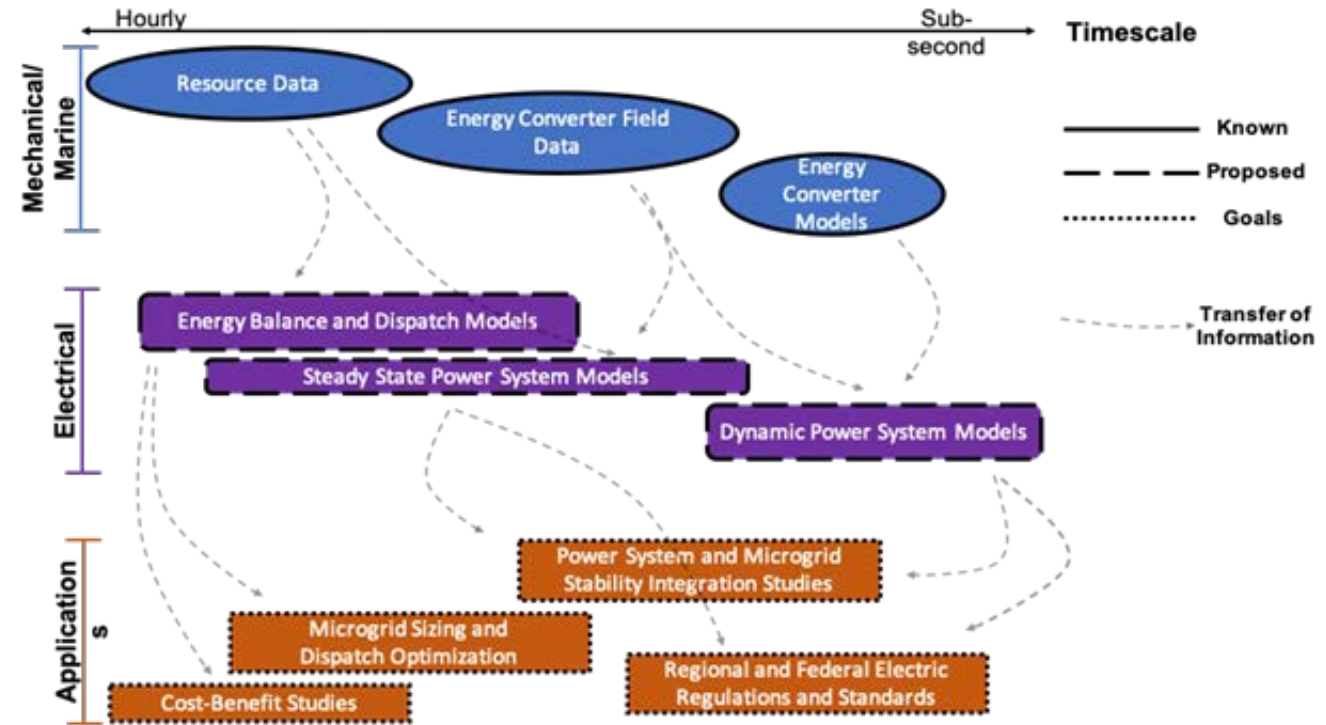 Hourly
Sub-
second
Timescale
Mechanical/
Marine
Resource Data
Energy Converter Field
Data
Energy
Converter
Models
Known
Proposed
Goals
Transfer of
Information
Electrical
Energy Balance and Dispatch Models
Steady State Power System Models
Dynamic Power System Models
Application
s
Power System and Microgrid
Stability Integration Studies
Microgrid Sizing and
Dispatch Optimization
Regional and Federal Electric
Regulations and Standards
Cost-Benefit Studies